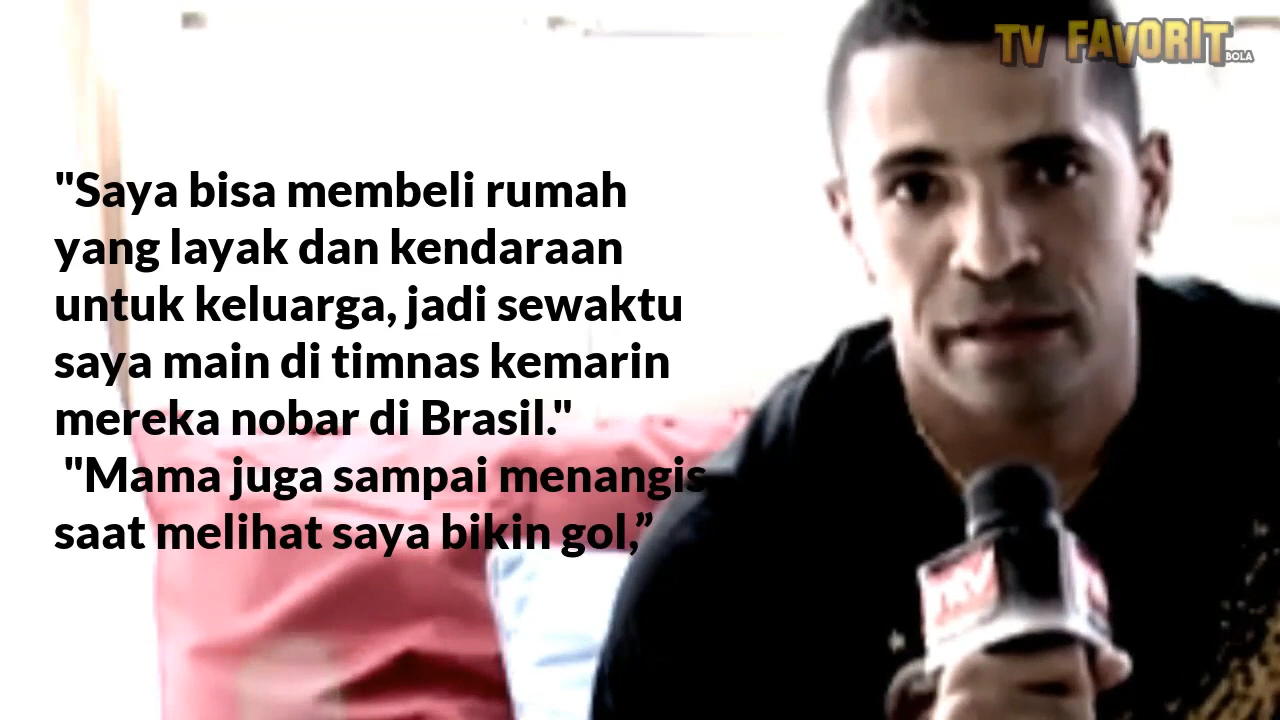 TV FAVORIT
BOLA
"Saya bisa membeli rumah
yang layak dan kendaraan
untuk keluarga, jadi sewaktu
saya main di timnas kemarin
mereka nobar di Brasil."
"Mama juga sampai menangis
saat melihat saya bikin gol,”